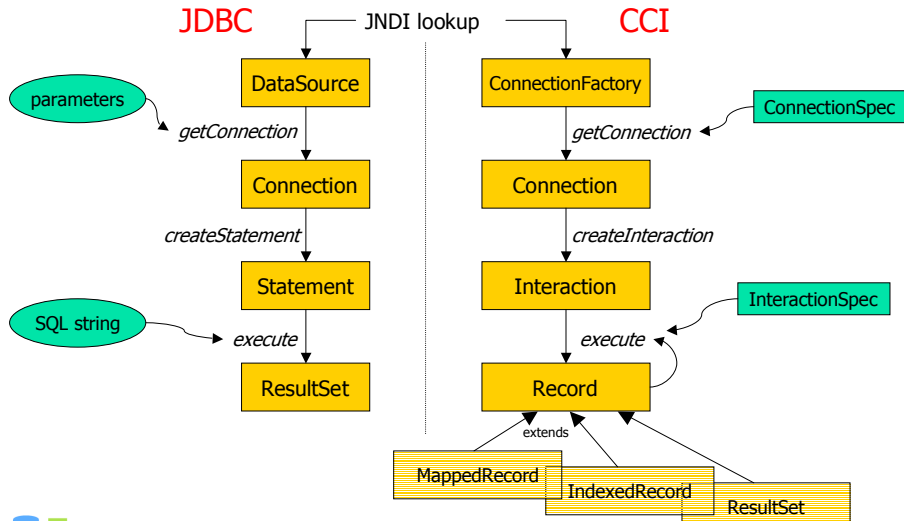 JDBC
JNDI lookup
CCI
DataSource
ConnectionFactory
parameters
ConnectionSpec
getConnection
getConnection
Connection
Connection
createStatement
createInteraction
Statement
Interaction
InteractionSpec
SQL string
execute
execute
ResultSet
Record
extends
MappedRecord
IndexedRecord
ResultSet